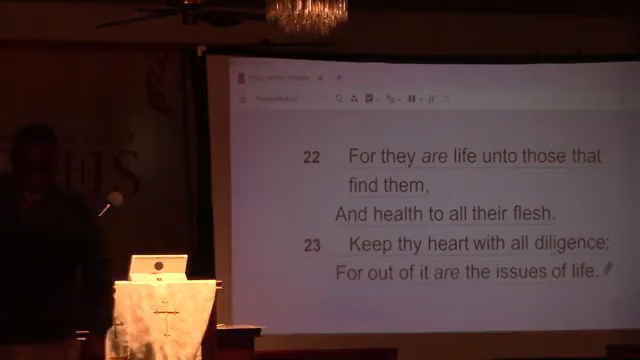 22 For they are life unto those that
find them,
And health to all their flesh.
23 Keep thy heart with all diligence;
For out of it are the issues of life.